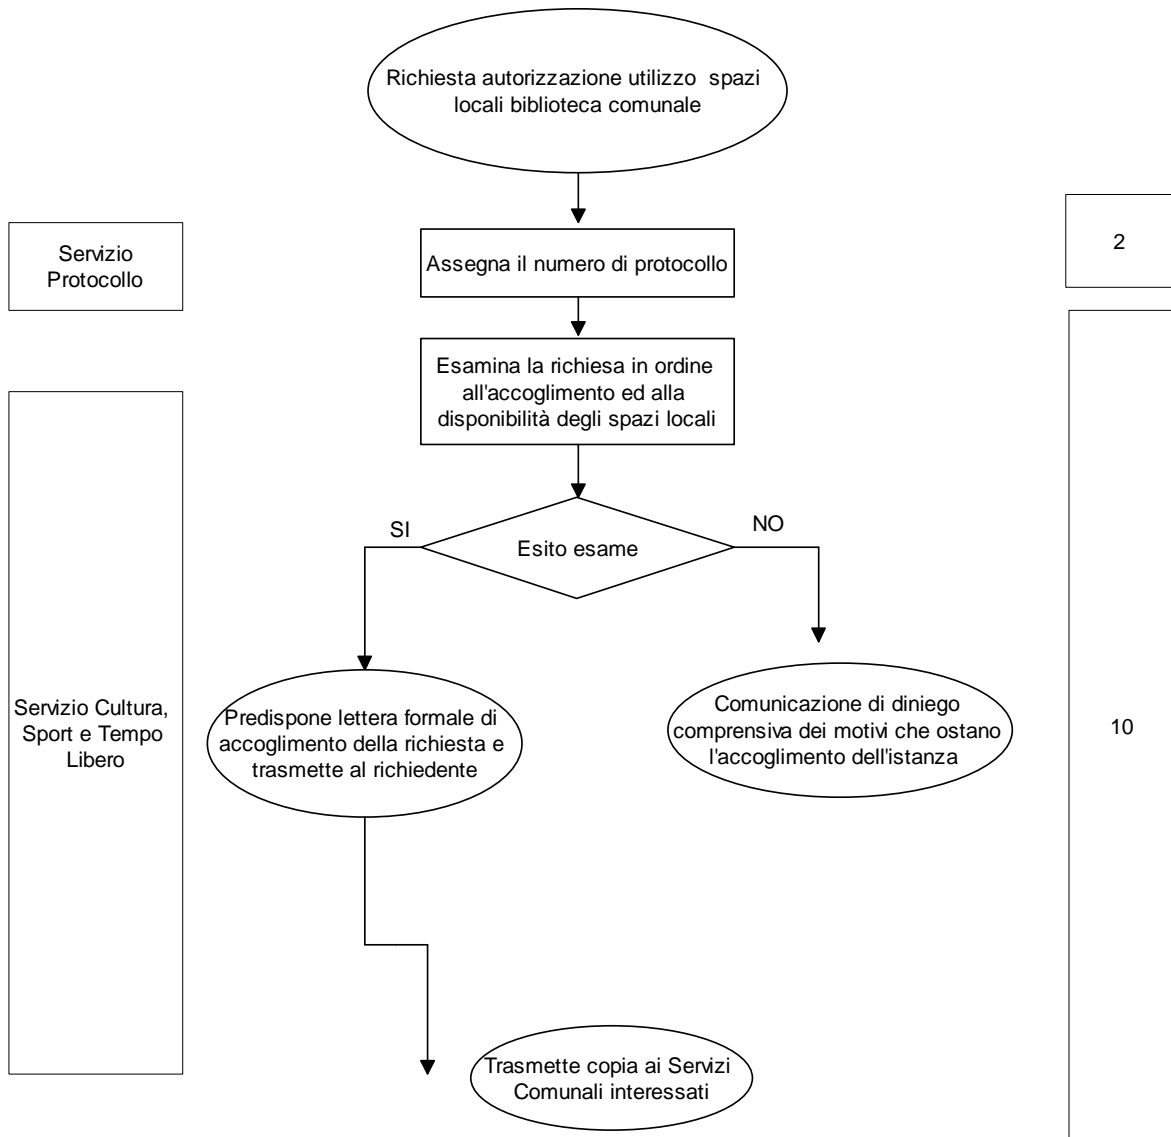 Richiesta autorizzazione utilizzo spazi
locali biblioteca comunale
Servizio
Protocollo
Assegna il numero di protocollo
2
Esamina la richiesa in ordine
all'accoglimento ed alla
disponibilità degli spazi locali
SI
NO
Esito esame
Servizio Cultura,
Sport e Tempo
Libero
Predispone lettera formale di
accoglimento della richiesta e
trasmette al richiedente
Comunicazione di diniego
comprensiva dei motivi che ostano
l'accoglimento dell'istanza
10
Trasmette copia ai Servizi
Comunali interessati